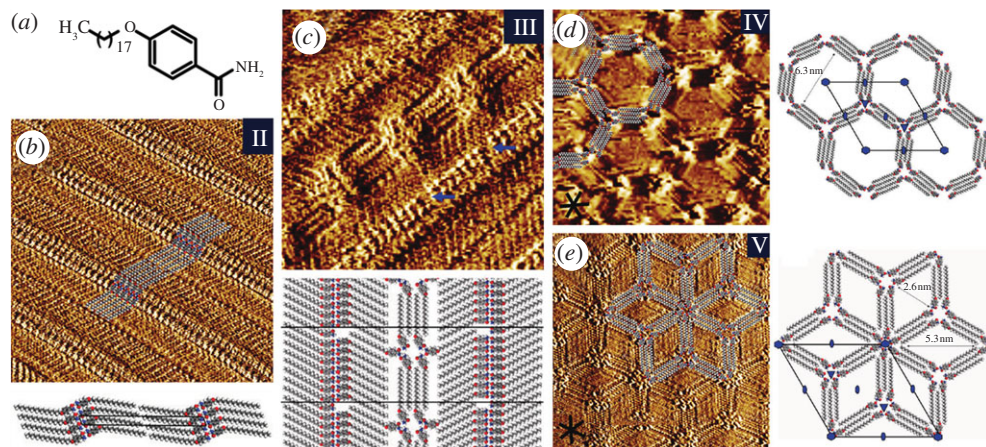 (a)
H₃C
17
O
NH₂
O
(b)
II
(c)
III
(d)
IV
6.3 nm
(e)
V
2.6 nm
5.3 nm